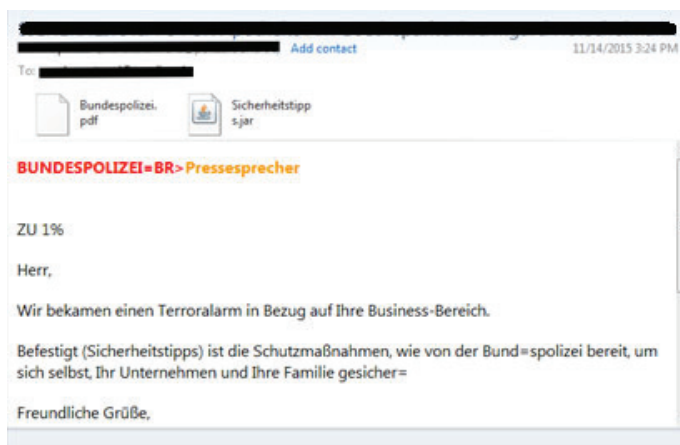 Add contact
11/14/2015 3:24 PM
To:
Bundespolizei.
pdf
Sicherheitstipp
s.jar
BUNDESPOLIZEI=BR>Pressesprecher
ZU 1%
Herr,
Wir bekamen einen Terroralarm in Bezug auf Ihre Business-Bereich.
Befestigt (Sicherheitstipps) ist die Schutzmaßnahmen, wie von der Bund=spolizei bereit, um
sich selbst, Ihr Unternehmen und Ihre Familie gesicher=
Freundliche Grüße,